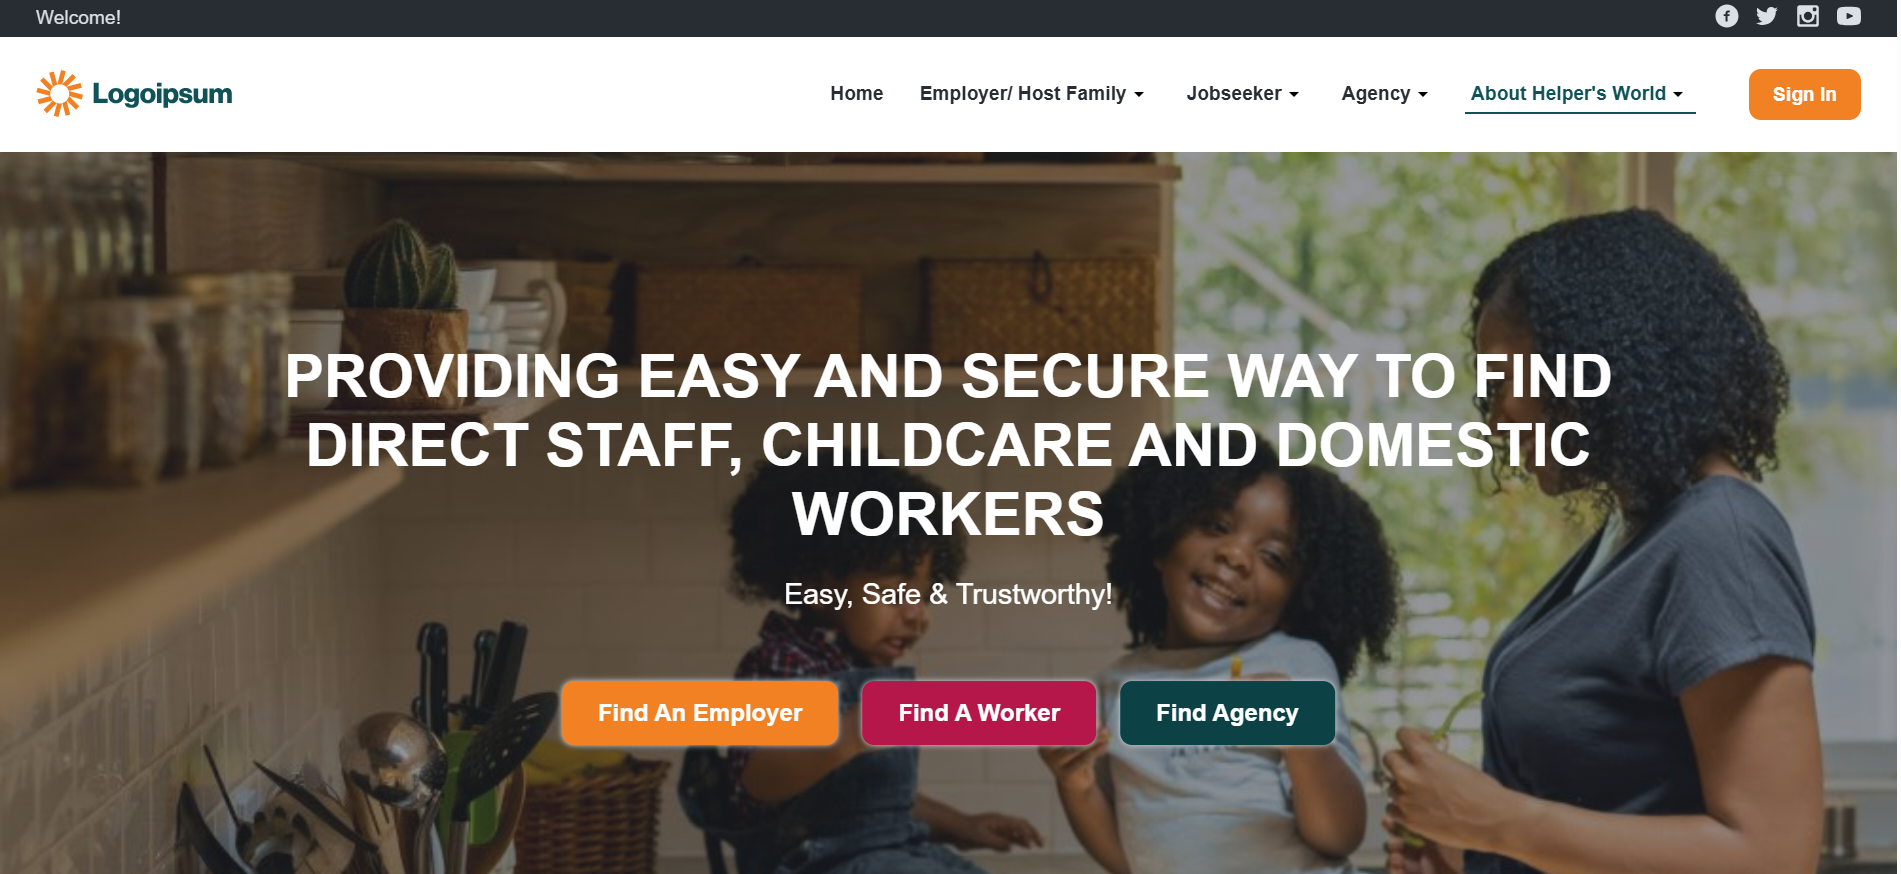 Welcome!
Logoipsum
Home Employer/ Host Family Jobseeker Agency About Helper's World Sign In
PROVIDING EASY AND SECURE WAY TO FIND
DIRECT STAFF, CHILDCARE AND DOMESTIC
WORKERS
Easy, Safe & Trustworthy!
Find An Employer Find A Worker Find Agency